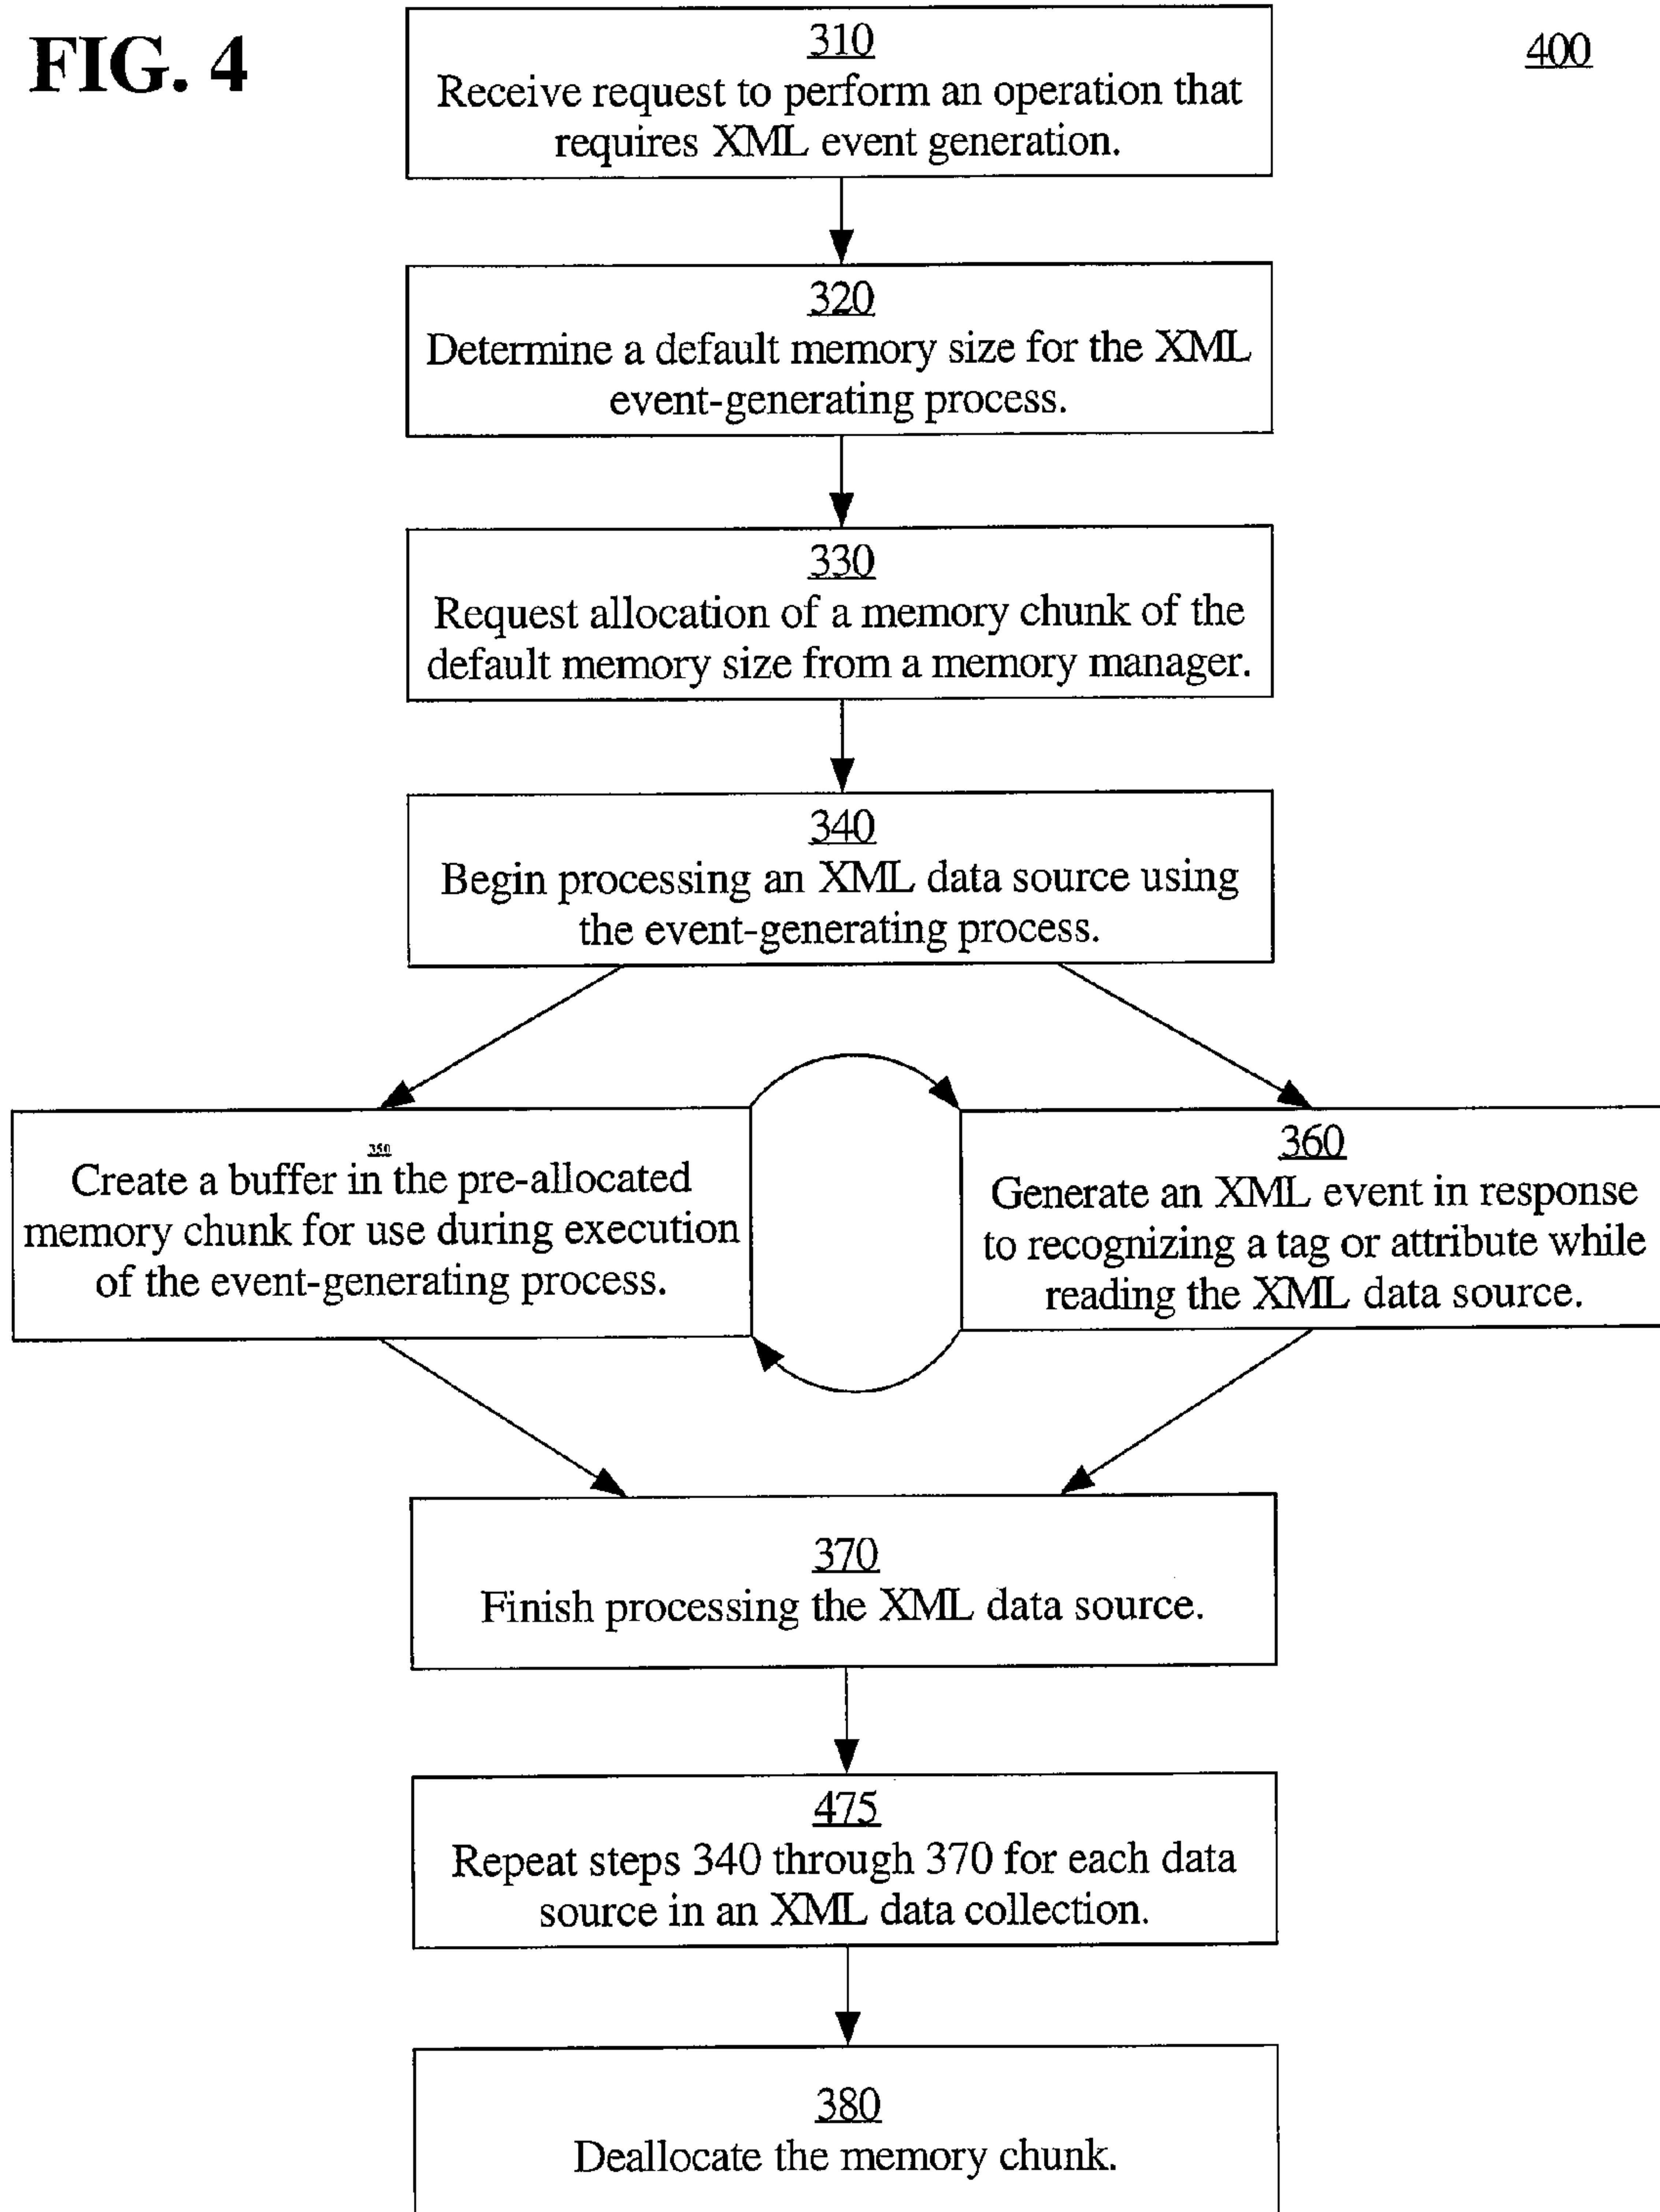 FIG. 4
400
310
Receive request to perform an operation that
requires XML event generation.
320
Determine a default memory size for the XML
event-generating process.
330
Request allocation of a memory chunk of the
default memory size from a memory manager.
340
Begin processing an XML data source using
the event-generating process.
350
Create a buffer in the pre-allocated
memory chunk for use during execution
of the event-generating process.
360
Generate an XML event in response
to recognizing a tag or attribute while
reading the XML data source.
370
Finish processing the XML data source.
475
Repeat steps 340 through 370 for each data
source in an XML data collection.
380
Deallocate the memory chunk.